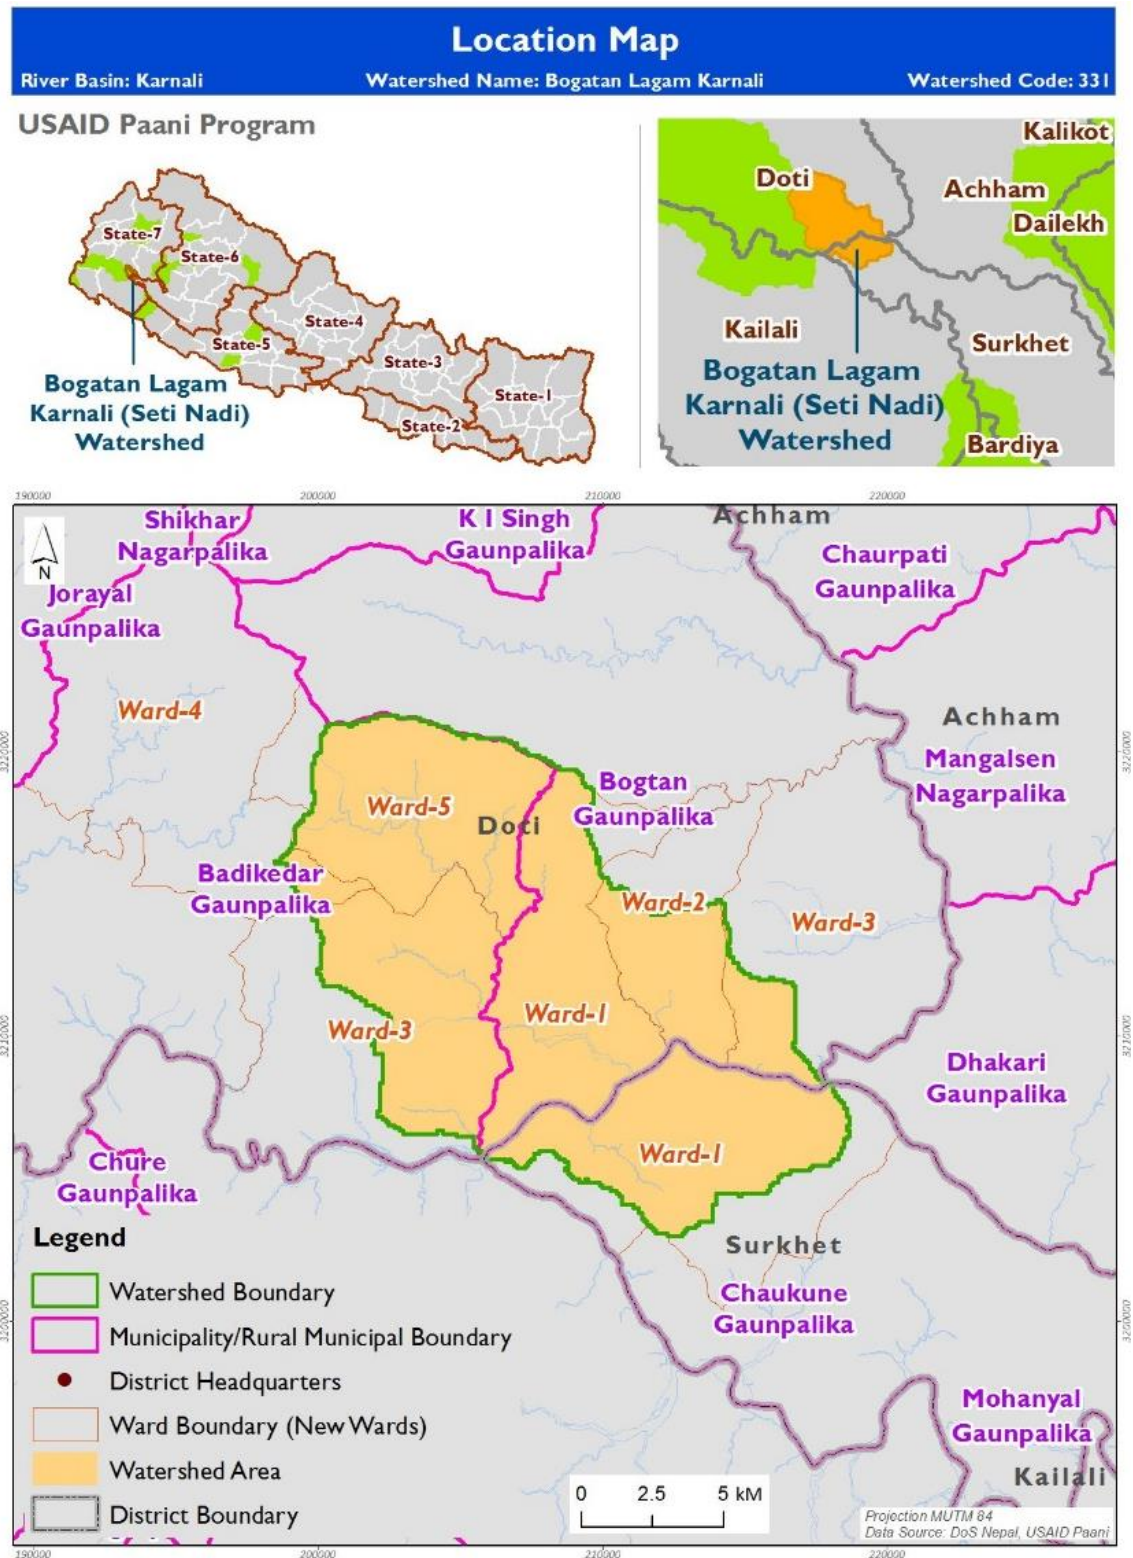 Location Map
River Basin: Karnali
Watershed Name: Bogatan Lagam Karnali
Watershed Code: 331
USAID Paani Program
State-7
State-6
State-4
State-5
State-3
State-1
State-2
Bogatan Lagam
Karnali (Seti Nadi)
Watershed
Kalikot
Doti
Achham
Dailekh
Kailali
Surkhet
Bogatan Lagam
Karnali (Seti Nadi)
Watershed
Bardiya
190000
200000
210000
220000
N
Shikhar
Nagarpalika
K I Singh
Gaunpalika
Achham
Chaurpati
Gaunpalika
Jorayal
Gaunpalika
Ward-4
Achham
3220000
3220000
Mangalsen
Nagarpalika
Bogtan
Gaunpalika
Ward-5
Doti
Badikedar
Gaunpalika
Ward-2
Ward-3
Ward-1
Ward-3
3210000
3210000
Dhakari
Gaunpalika
Ward-1
Chure
Gaunpalika
Surkhet
Chaukune
Gaunpalika
3200000
3200000
Mohanyal
Gaunpalika
Kailali
Legend
Watershed Boundary
Municipality/Rural Municipal Boundary
District Headquarters
Ward Boundary (New Wards)
Watershed Area
District Boundary
0 2.5 5 kM
Projection MUTM 84
Data Source: DoS Nepal, USAID Paani
190000
200000
210000
220000